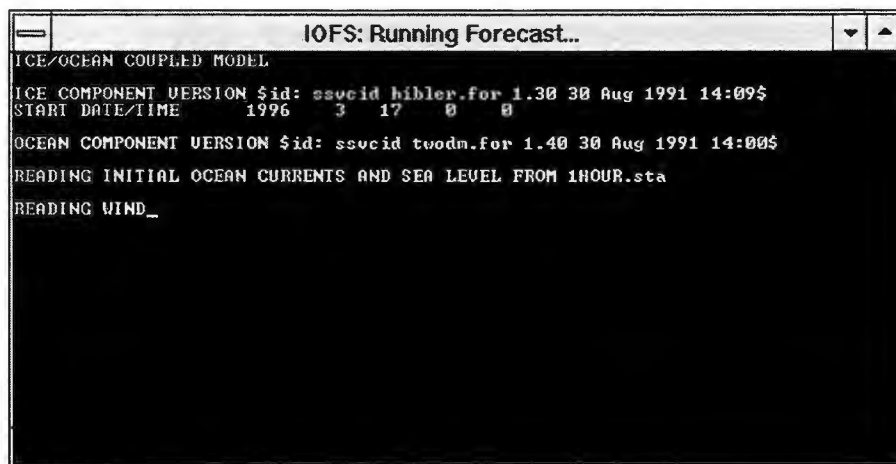 IOFS: Running Forecast...
ICE/OCEAN COUPLED MODEL
ICE COMPONENT VERSION $id: ssvcid hibler.for 1.30 30 Aug 1991 14:09$
START DATE/TIME 1996 3 17 0 0
OCEAN COMPONENT VERSION $id: ssvcid twodm.for 1.40 30 Aug 1991 14:00$
READING INITIAL OCEAN CURRENTS AND SEA LEVEL FROM 1HOUR.sta
READING WIND_